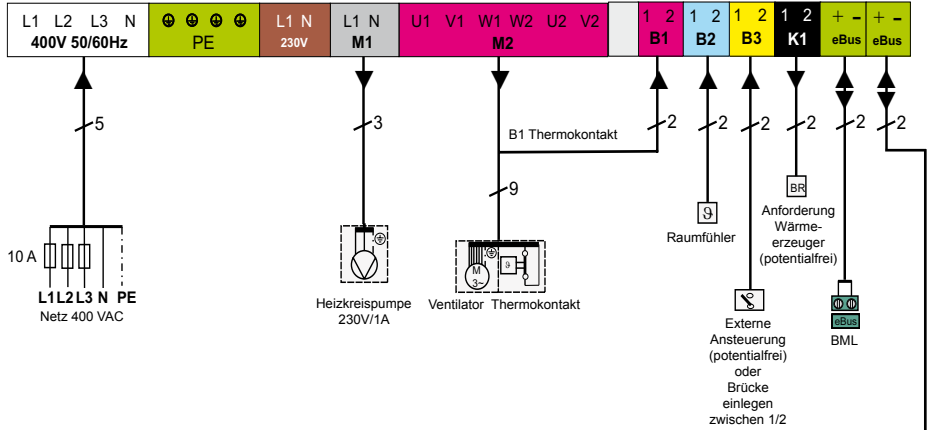 L1 L2 L3 N
400V 50/60Hz
PE
L1 N
230V
L1 N
M1
U1 V1 W1 W2 U2 V2
M2
1 2
B1
1 2
B2
1 2
B3
1 2
K1
+ -
eBus
+ -
eBus
5
3
B1 Thermokontakt
2
2
2
2
2
2
9
10 A
L1 L2 L3 N PE
Netz 400 VAC
Heizkreispumpe
230V/1A
M
3~
ϑ
Ventilator Thermokontakt
ϑ
Raumfühler
BR
Anforderung
Wärme-
erzeuger
(potentialfrei)
Externe
Ansteuerung
(potentialfrei)
oder
Brücke
einlegen
zwischen 1/2
eBus
BML